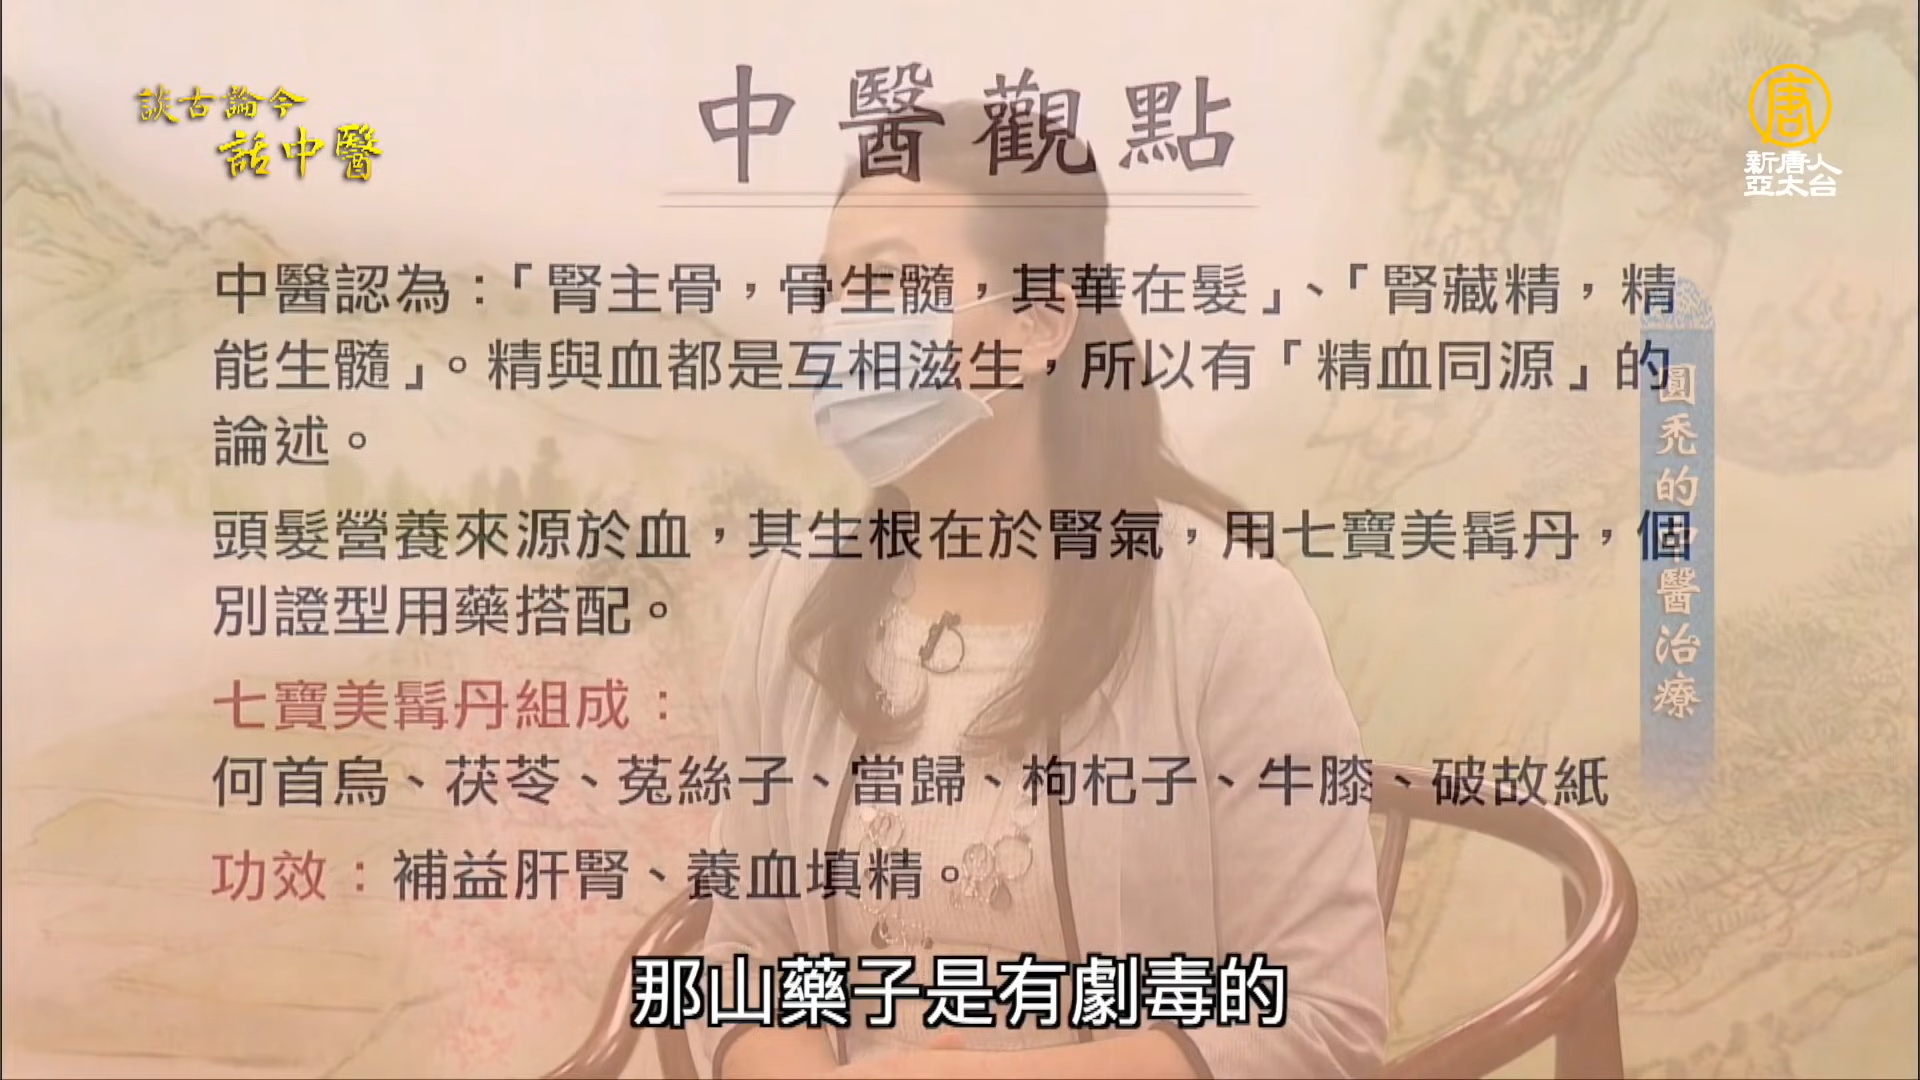 談古論今
話中醫
中醫觀點
新唐人
亞太台
中醫認為：「腎主骨，骨生髓，其華在髮」、「腎藏精，精
能生髓」。精與血都是互相滋生，所以有「精血同源」的
論述。
頭髮營養來源於血，其生根在於腎氣，用七寶美髯丹，個
別證型用藥搭配。
七寶美髯丹組成：
何首烏、茯苓、菟絲子、當歸、枸杞子、牛膝、破故紙
功效：補益肝腎、養血填精。
圓禿的中醫治療
那山藥子是有劇毒的